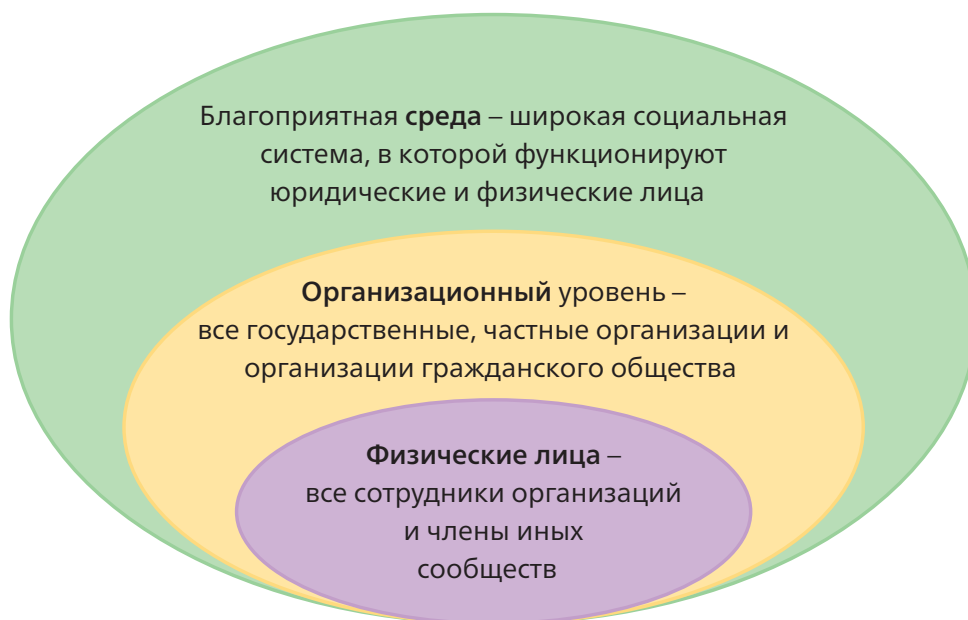 Благоприятная среда – широкая социальная
система, в которой функционируют
юридические и физические лица
Организационный уровень –
все государственные, частные организации и
организации гражданского общества
Физические лица –
все сотрудники организаций
и члены иных
сообществ